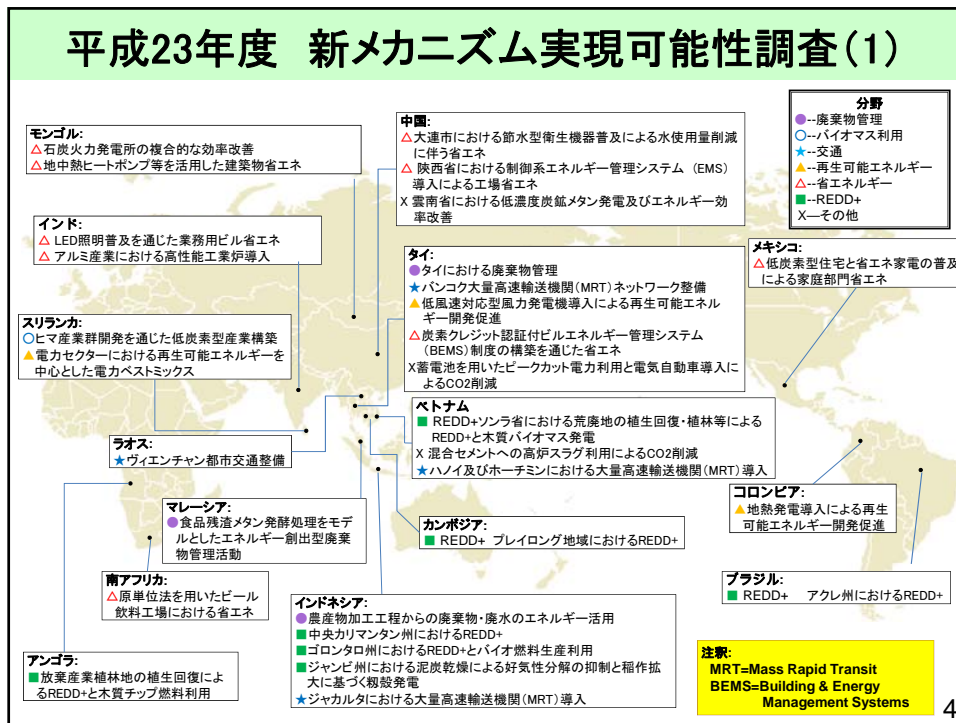 平成23年度 新メカニズム実現可能性調査(1)
モンゴル:
△石炭火力発電所の複合的な効率改善
△地中熱ヒートポンプ等を活用した建築物省エネ
中国:
△大連市における節水型衛生機器普及による水使用量削減
に伴う省エネ
△ 陝西省における制御系エネルギー管理システム (EMS)
導入による工場省エネ
X 雲南省における低濃度炭鉱メタン発電及びエネルギー効
率改善
分野
●--廃棄物管理
○--バイオマス利用
★--交通
▲--再生可能エネルギー
△--省エネルギー
■--REDD+
X—その他
インド:
△ LED照明普及を通じた業務用ビル省エネ
△ アルミ産業における高性能工業炉導入
タイ:
●タイにおける廃棄物管理
★バンコク大量高速輸送機関(MRT)ネットワーク整備
▲低風速対応型風力発電機導入による再生可能エネル
ギー開発促進
△炭素クレジット認証付ビルエネルギー管理システム
(BEMS)制度の構築を通じた省エネ
X蓄電池を用いたピークカット電力利用と電気自動車導入に
よるCO2削減
メキシコ:
△低炭素型住宅と省エネ家電の普及
による家庭部門省エネ
スリランカ:
○ヒマ産業群開発を通じた低炭素型産業構築
▲電力セクターにおける再生可能エネルギーを
中心とした電力ベストミックス
ベトナム
■ REDD+ソンラ省における荒廃地の植生回復・植林等による
REDD+と木質バイオマス発電
X 混合セメントへの高炉スラグ利用によるCO2削減
★ハノイ及びホーチミンにおける大量高速輸送機関(MRT)導入
ラオス:
★ヴィエンチャン都市交通整備
マレーシア:
●食品残渣メタン発酵処理をモデ
ルとしたエネルギー創出型廃棄
物管理活動
カンボジア:
■ REDD+ プレイロング地域におけるREDD+
コロンビア:
▲地熱発電導入による再生
可能エネルギー開発促進
南アフリカ:
△原単位法を用いたビール
飲料工場における省エネ
ブラジル:
■ REDD+ アクレ州におけるREDD+
インドネシア:
●農産物加工工程からの廃棄物・廃水のエネルギー活用
■中央カリマンタン州におけるREDD+
■ゴロンタロ州におけるREDD+とバイオ燃料生産利用
■ジャンビ州における泥炭乾燥による好気性分解の抑制と稲作拡
大に基づく籾殻発電
★ジャカルタにおける大量高速輸送機関(MRT)導入
アンゴラ:
■放棄産業植林地の植生回復によ
るREDD+と木質チップ燃料利用
注釈:
MRT=Mass Rapid Transit
BEMS=Building & Energy
Management Systems
4